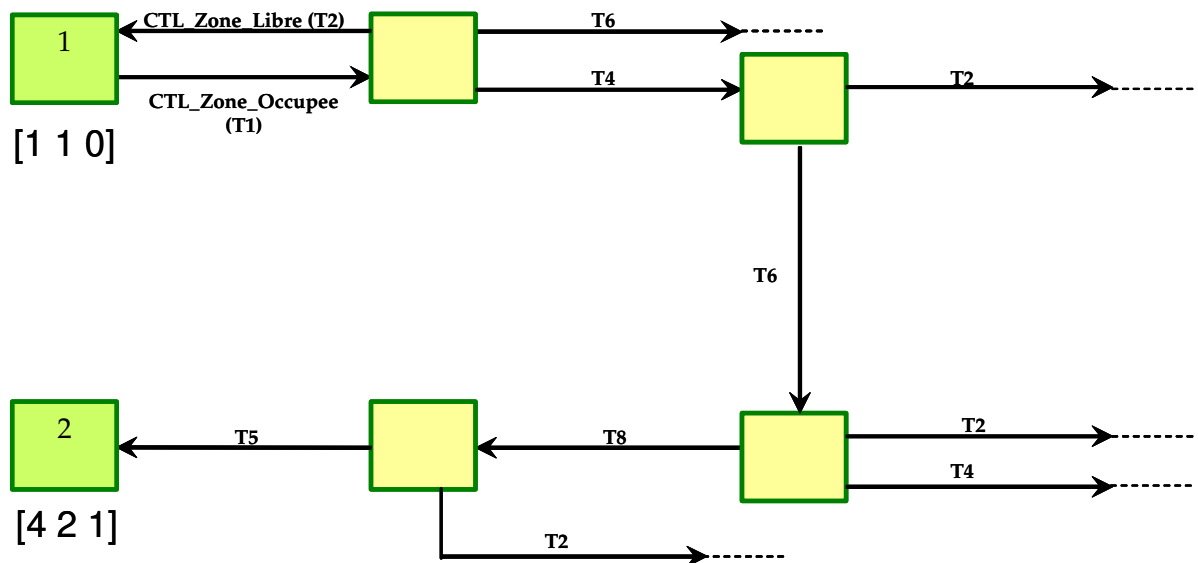 CTL_Zone_Libre (T2)
T6
1
T4
T2
CTL_Zone_Occupee
(T1)
[1 1 0]
T6
2
T5
T8
T2
T4
[4 2 1]
T2